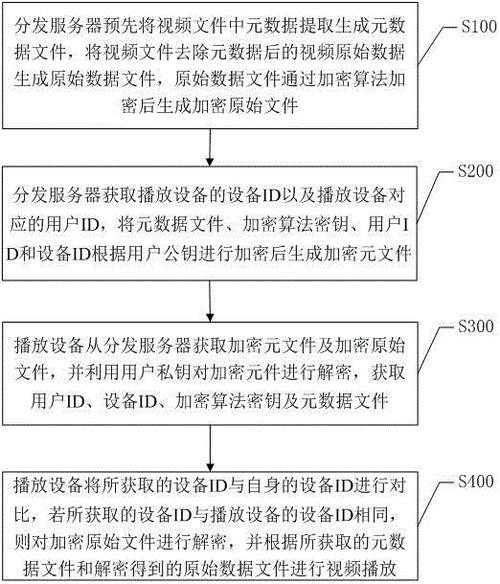 分发服务器预先将视频文件中元数据提取生成元数
据文件，将视频文件去除元数据后的视频原始数据
生成原始数据文件，原始数据文件通过加密算法加
密后生成加密原始文件
S100
分发服务器获取播放设备的设备ID以及播放设备对
应的用户ID，将元数据文件、加密算法密钥、用户I
D和设备ID根据用户公钥进行加密后生成加密元文件
S200
播放设备从分发服务器获取加密元文件及加密原始
文件，并利用用户私钥对加密元件进行解密，获取
用户ID、设备ID、加密算法密钥及元数据文件
S300
播放设备将所获取的设备ID与自身的设备ID进行对
比，若所获取的设备ID与播放设备的设备ID相同，
则对加密原始文件进行解密，并根据所获取的元数
据文件和解密得到的原始数据文件进行视频播放
S400